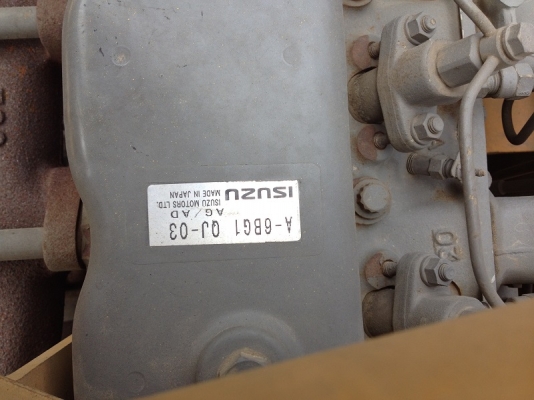 ISUZU
ISUZU MOTORS LTD.
MADE IN JAPAN
AG/AD
A-6BG1 QJ-03